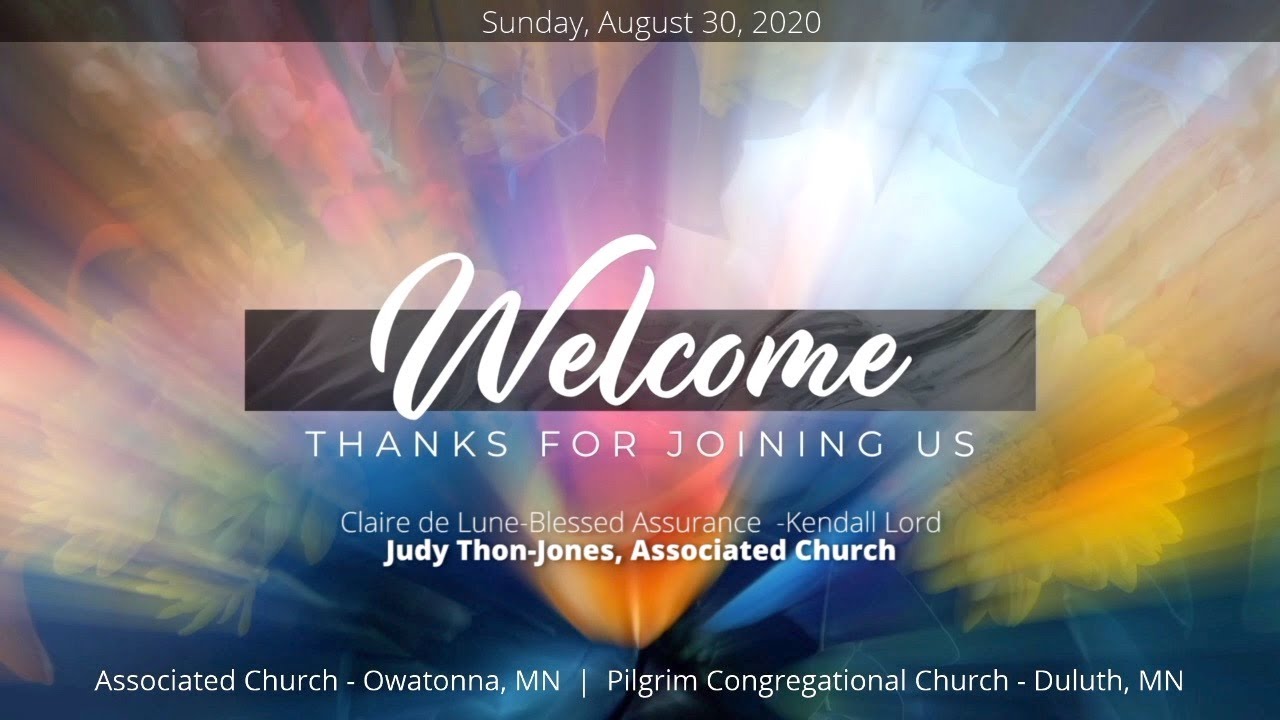 Sunday, August 30, 2020
Welcome
THANKS FOR JOINING US
Claire de Lune-Blessed Assurance -Kendall Lord
Judy Thon-Jones, Associated Church
Associated Church - Owatonna, MN | Pilgrim Congregational Church - Duluth, MN